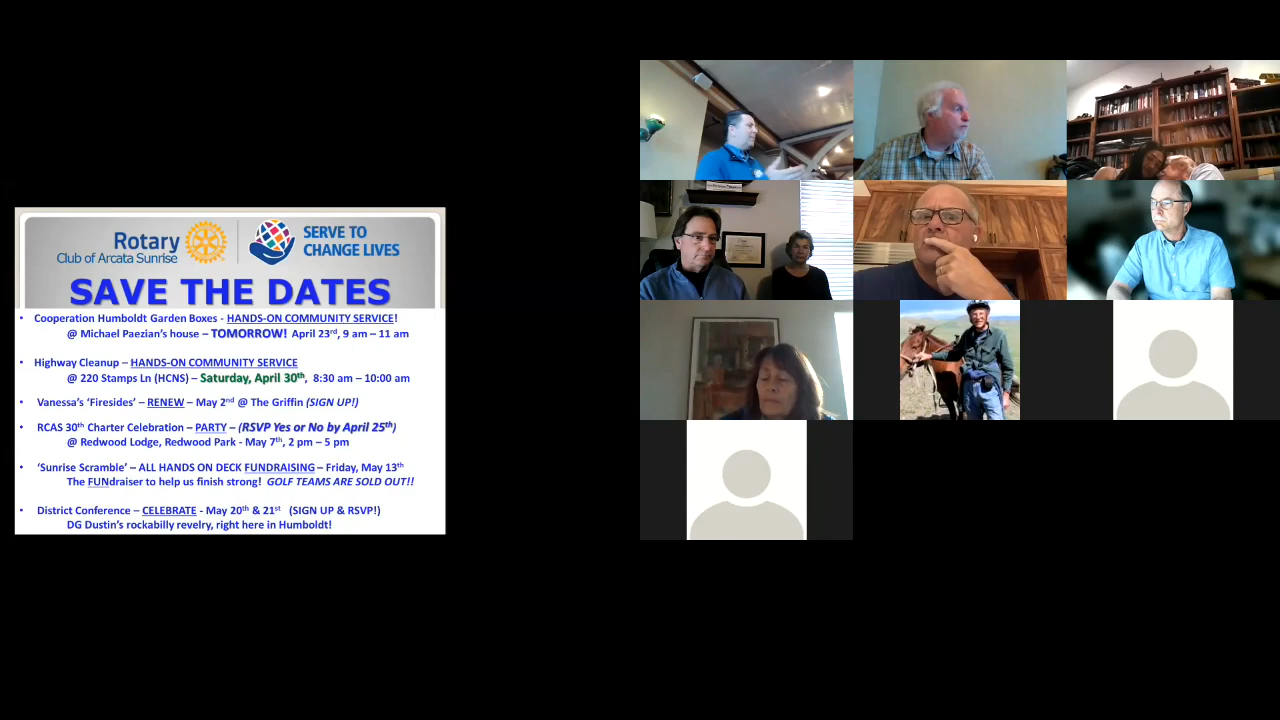 Rotary
Club of Arcata Sunrise
SERVE TO
CHANGE LIVES
SAVE THE DATES
• Cooperation Humboldt Garden Boxes - HANDS-ON COMMUNITY SERVICE!
@ Michael Paezian's house – TOMORROW! April 23rd, 9 am – 11 am
• Highway Cleanup – HANDS-ON COMMUNITY SERVICE
@ 220 Stamps Ln (HCNS) – Saturday, April 30th, 8:30 am – 10:00 am
• Vanessa's 'Firesides' – RENEW – May 2nd @ The Griffin (SIGN UP!)
• RCAS 30th Charter Celebration – PARTY – (RSVP Yes or No by April 25th)
@ Redwood Lodge, Redwood Park - May 7th, 2 pm – 5 pm
• 'Sunrise Scramble' – ALL HANDS ON DECK FUNDRAISING – Friday, May 13th
The FUNdraiser to help us finish strong! GOLF TEAMS ARE SOLD OUT!!
• District Conference – CELEBRATE - May 20th & 21st (SIGN UP & RSVP!)
DG Dustin's rockabilly revelry, right here in Humboldt!